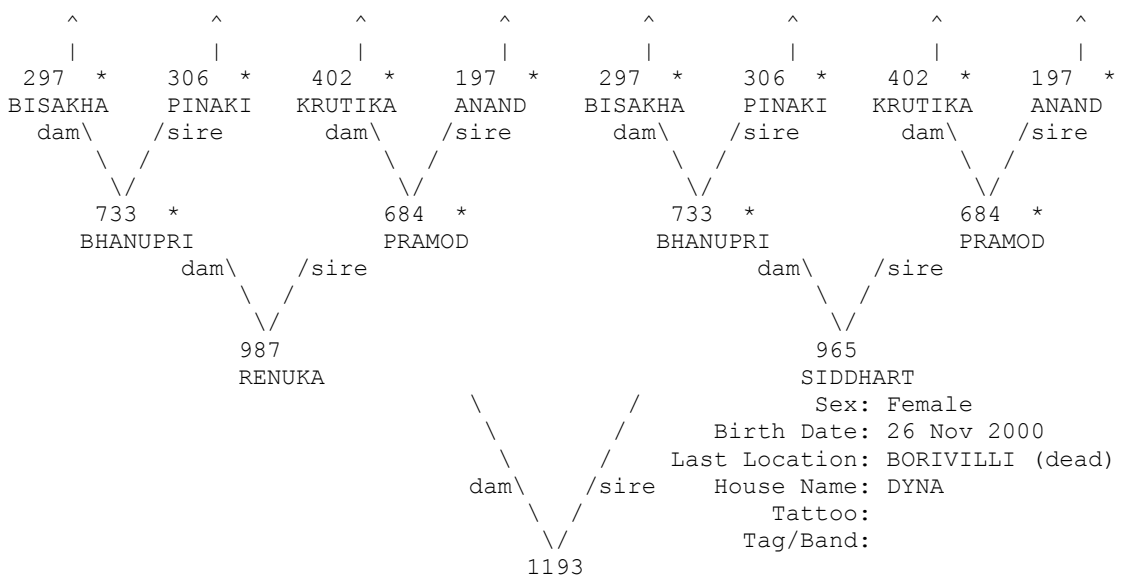 ^ ^ ^ ^ ^ ^ ^ ^
| | | | | | | |
297 * 306 * 402 * 197 * 297 * 306 * 402 * 197 *
BISAKHA PINAKI KRUTIKA ANAND BISAKHA PINAKI KRUTIKA ANAND
dam\ /sire dam\ /sire dam\ /sire dam\ /sire
\ / \ / \ / \ /
\/ \/ \/ \/
733 * 684 * 733 * 684 *
BHANUPRI PRAMOD BHANUPRI PRAMOD
dam\ /sire dam\ /sire
\ / \ /
\/ \/
987 965
RENUKA SIDDHART
\ / Sex: Female
\ / Birth Date: 26 Nov 2000
\ / Last Location: BORIVILLI (dead)
dam\ /sire House Name: DYNA
\ / Tattoo:
\/ Tag/Band:
1193